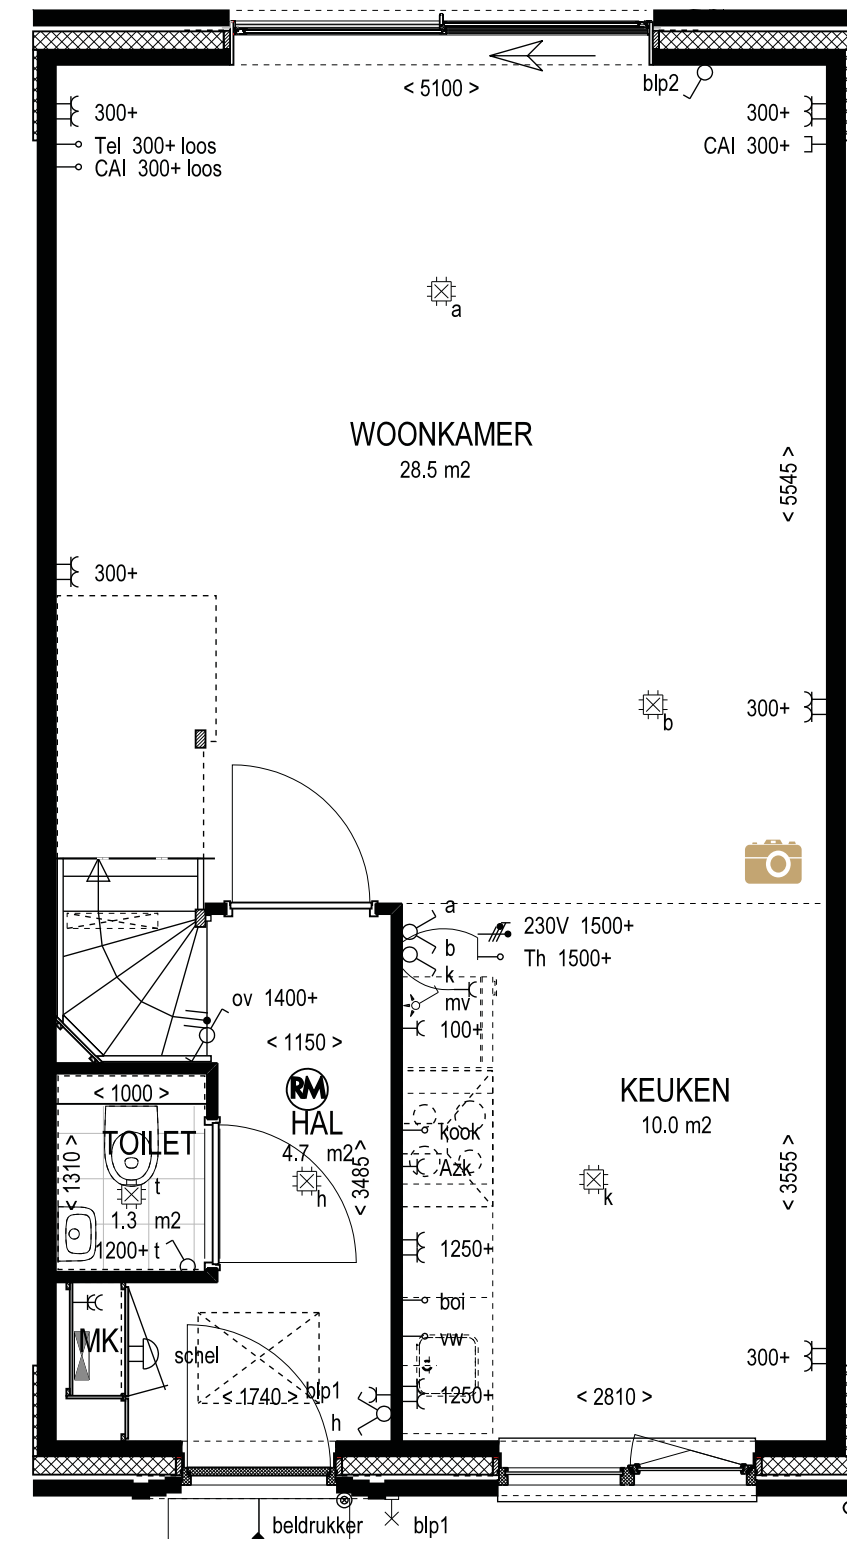 < 5100 >
blp2
300+
300+
Tel 300+ loos
CAI 300+
CAI 300+ loos
a
WOONKAMER
28.5 m2
< 5545 >
300+
300+
b
a
230V 1500+
b
Th 1500+
k
ov 1400+
mv
100+
< 1150 >
RM
< 1000 >
KEUKEN
10.0 m2
HAL
TOILET
kook
4.7 m2
< 1310 >
< 3485 >
< 3555 >
Azk
t
h
k
1.3 m2
1200+ t
1250+
boi
MK
vw
schel
300+
< 1740 >
blp1
1250+
< 2810 >
h
beldrukker
blp1